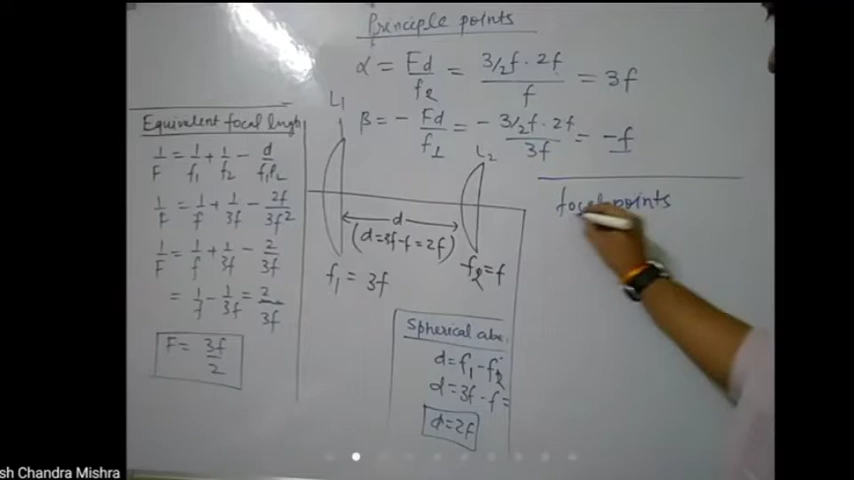 Principle points
α = Fd/f2 = 3/2f · 2f / f = 3f
β = - Fd/f1 = - 3/2f · 2f / 3f = -f
Equivalent focal lngth
1/F = 1/f1 + 1/f2 - d/f1f2
1/F = 1/f + 1/3f - 2f/3f²
1/F = 1/f + 1/3f - 2/3f
= 1/f - 1/3f = 2/3f
F = 3f/2
L1
L2
d
(d=3f-f=2f)
f1 = 3f
f2 = f
Spherical abe.
d = f1 - f2
d = 3f - f =
d = 2f
focal points
sh Chandra Mishra